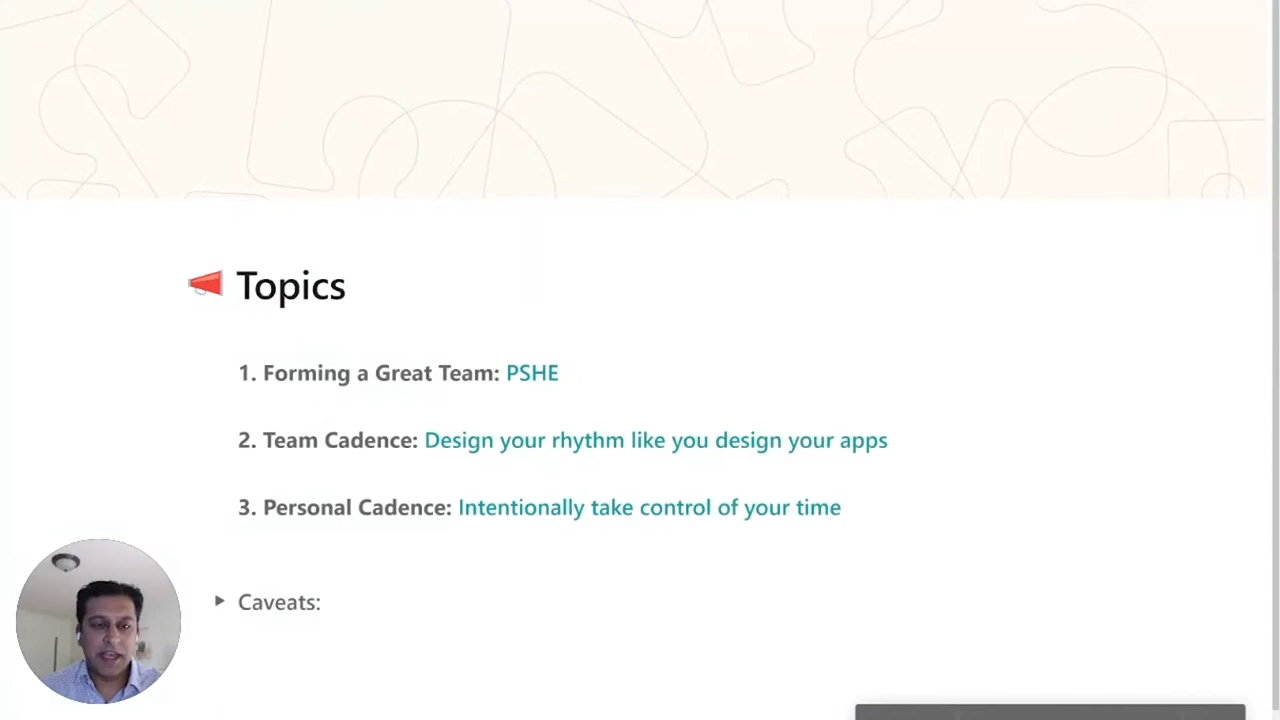 Topics
1. Forming a Great Team: PSHE
2. Team Cadence: Design your rhythm like you design your apps
3. Personal Cadence: Intentionally take control of your time
Caveats: